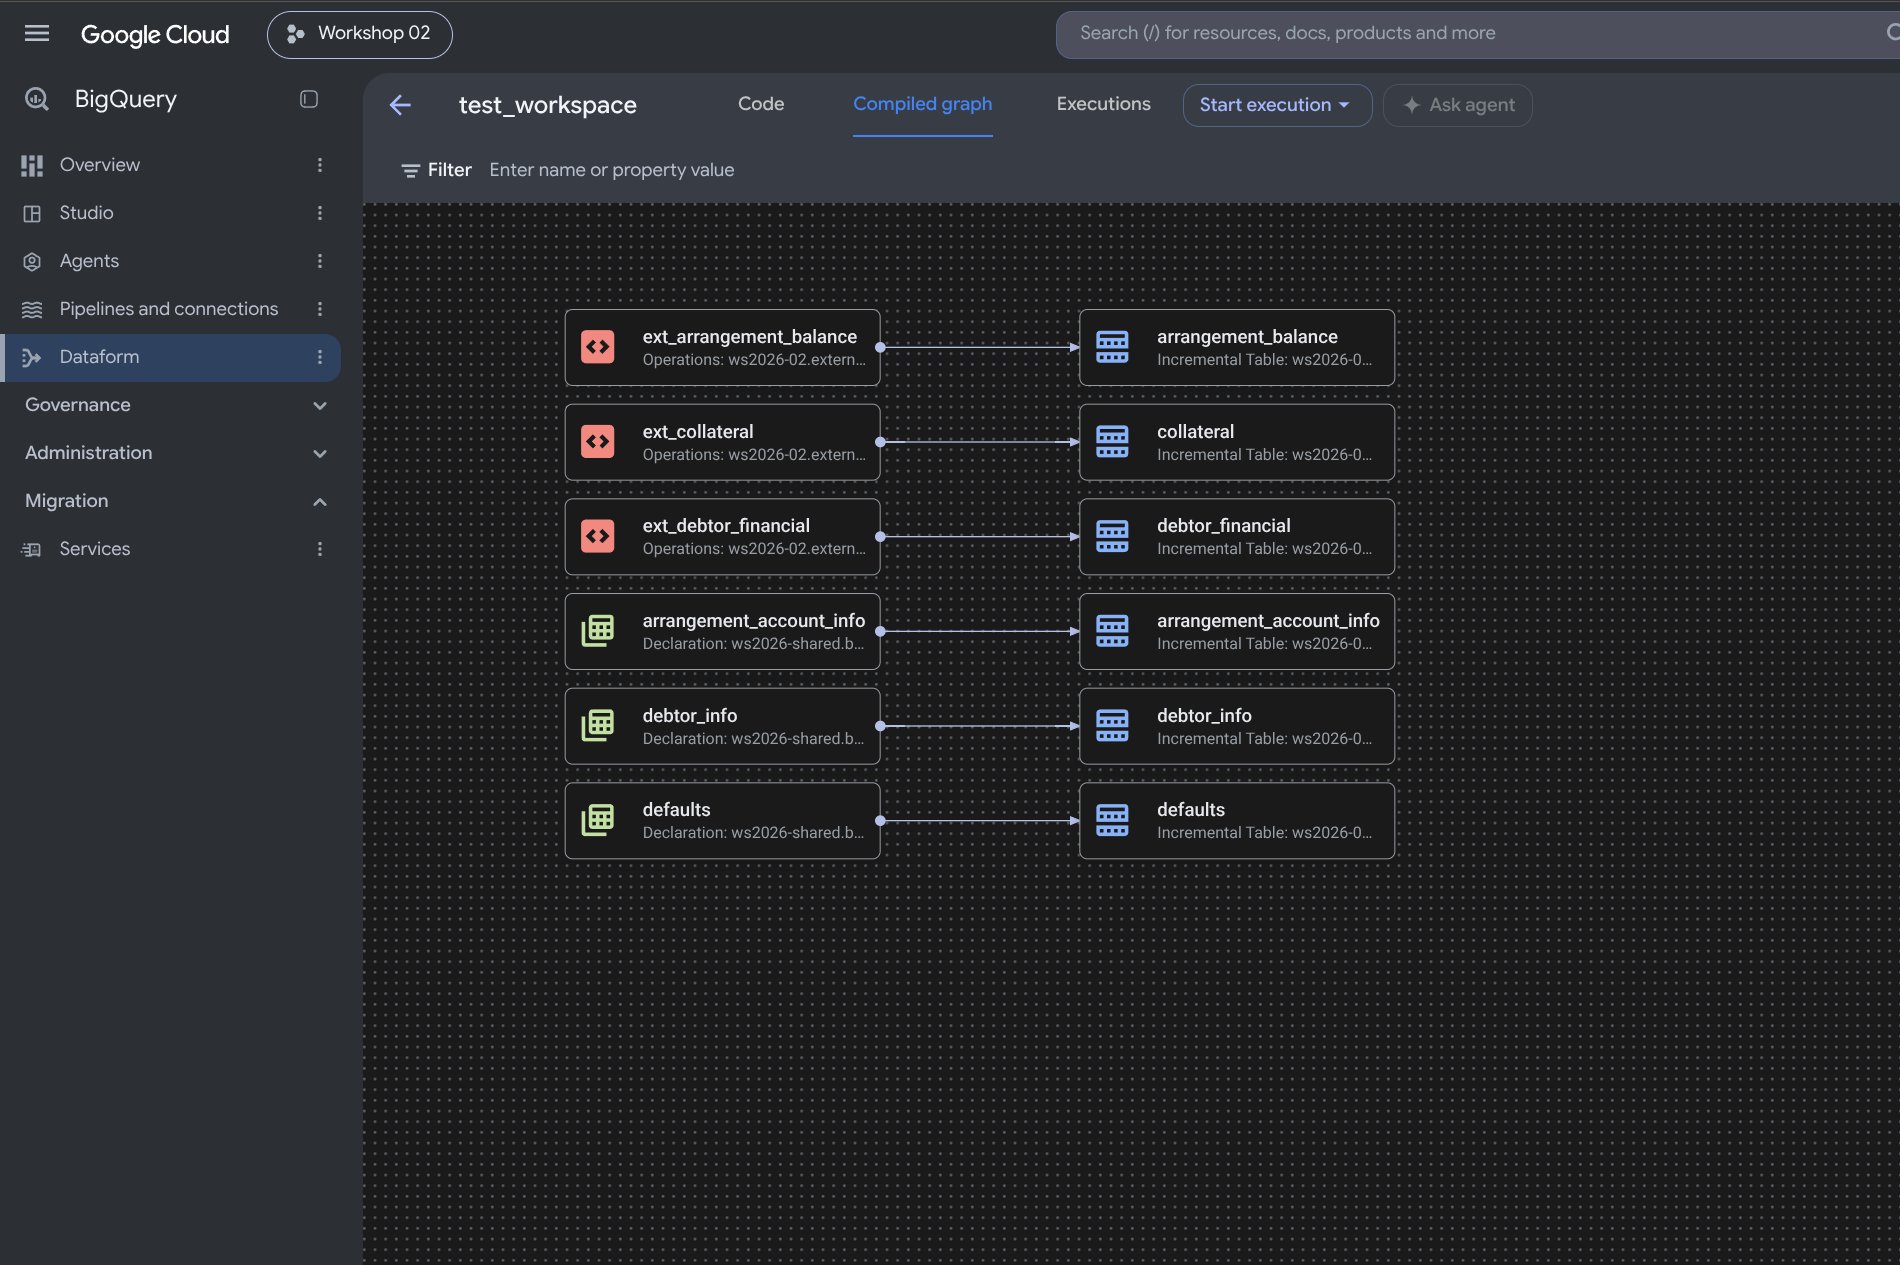 Google Cloud
Workshop 02
Search (/) for resources, docs, products and more
BigQuery
Overview
Studio
Agents
Pipelines and connections
Dataform
Governance
Administration
Migration
Services
test_workspace
Code
Compiled graph
Executions
Start execution
Ask agent
Filter
Enter name or property value
ext_arrangement_balance
Operations: ws2026-02.extern...
arrangement_balance
Incremental Table: ws2026-0...
ext_collateral
Operations: ws2026-02.extern...
collateral
Incremental Table: ws2026-0...
ext_debtor_financial
Operations: ws2026-02.extern...
debtor_financial
Incremental Table: ws2026-0...
arrangement_account_info
Declaration: ws2026-shared.b...
arrangement_account_info
Incremental Table: ws2026-0...
debtor_info
Declaration: ws2026-shared.b...
debtor_info
Incremental Table: ws2026-0...
defaults
Declaration: ws2026-shared.b...
defaults
Incremental Table: ws2026-0...